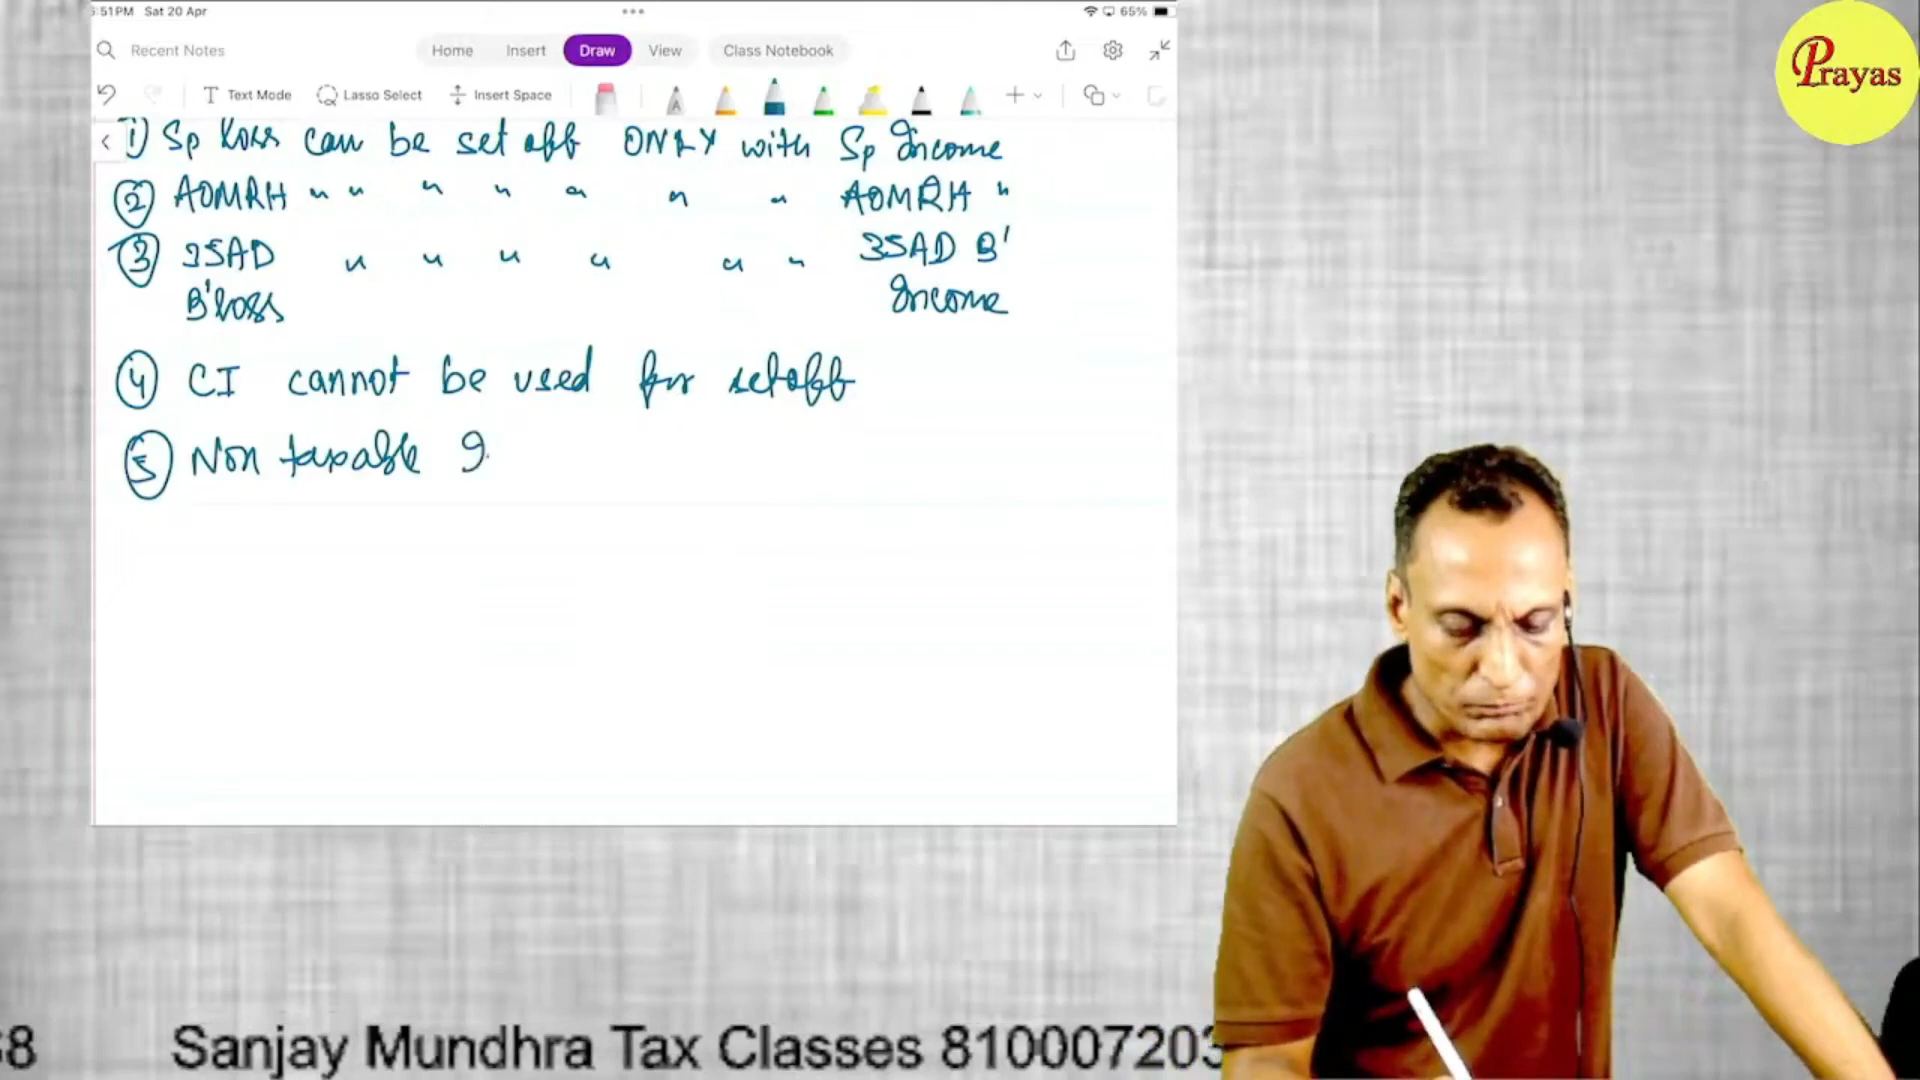 :51PM Sat 20 Apr
65%
Recent Notes Home Insert Draw View Class Notebook
Text Mode Lasso Select Insert Space
1) Sp Loss can be set off ONLY with Sp Income
2 AOMRH " " " " " " " AOMRH "
3 35AD " " " " " " 35AD B'
B'Loss Income
4 CI cannot be used for setoff
5 Non taxable
Prayas
68 Sanjay Mundhra Tax Classes 810007203